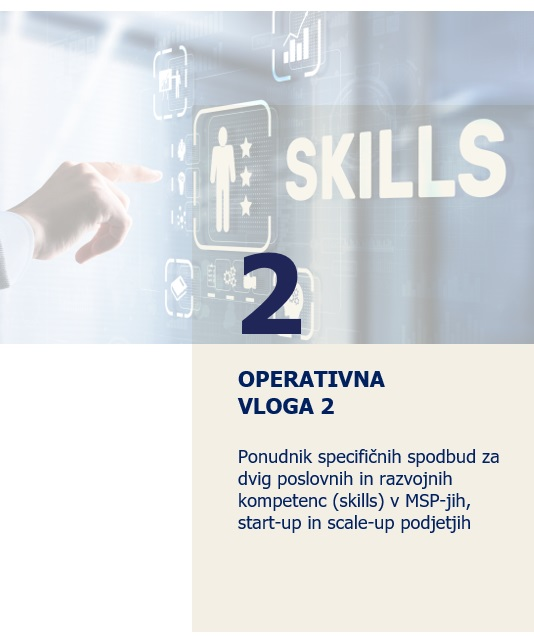 SKILLS
2
OPERATIVNA
VLOGA 2
Ponudnik specifičnih spodbud za
dvig poslovnih in razvojnih
kompetenc (skills) v MSP-jih,
start-up in scale-up podjetjih